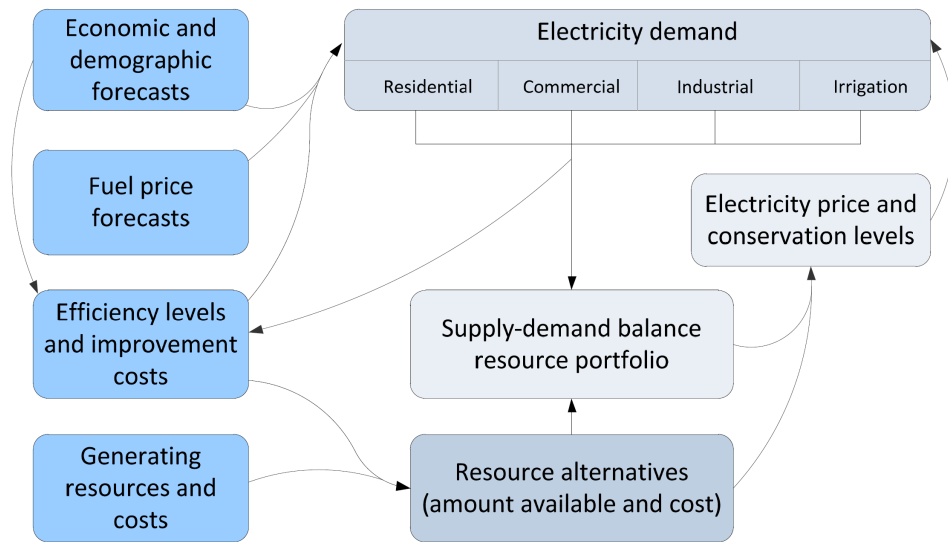 Economic and
demographic
forecasts
Electricity demand
Residential
Commercial
Industrial
Irrigation
Fuel price
forecasts
Electricity price and
conservation levels
Efficiency levels
and improvement
costs
Supply-demand balance
resource portfolio
Generating
resources and
costs
Resource alternatives
(amount available and cost)